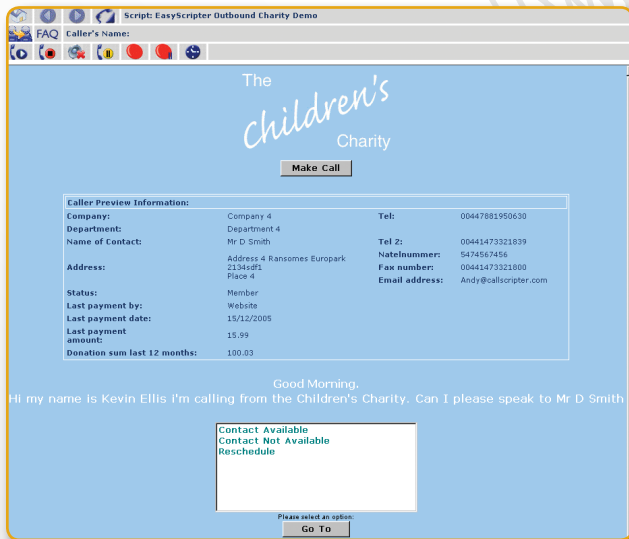 Script: EasyScripter Outbound Charity Demo
FAQ Caller's Name:
The
children's
Charity
Make Call
Caller Preview Information:
Company: Company 4 Tel: 00447881950630
Department: Department 4
Name of Contact: Mr D Smith Tel 2: 00441473321839
Address: Address 4 Ransomes Europark 2134sdf1 Place 4
Natelnummer: 5474567456
Fax number: 00441473321800
Email address: Andy@callscripter.com
Status: Member
Last payment by: Website
Last payment date: 15/12/2005
Last payment
amount: 15.99
Donation sum last 12 months: 100.03
Good Morning.
Hi my name is Kevin Ellis I'm calling from the Children's Charity. Can I please speak to Mr D Smith
Contact Available
Contact Not Available
Reschedule
Please select an option:
Go To